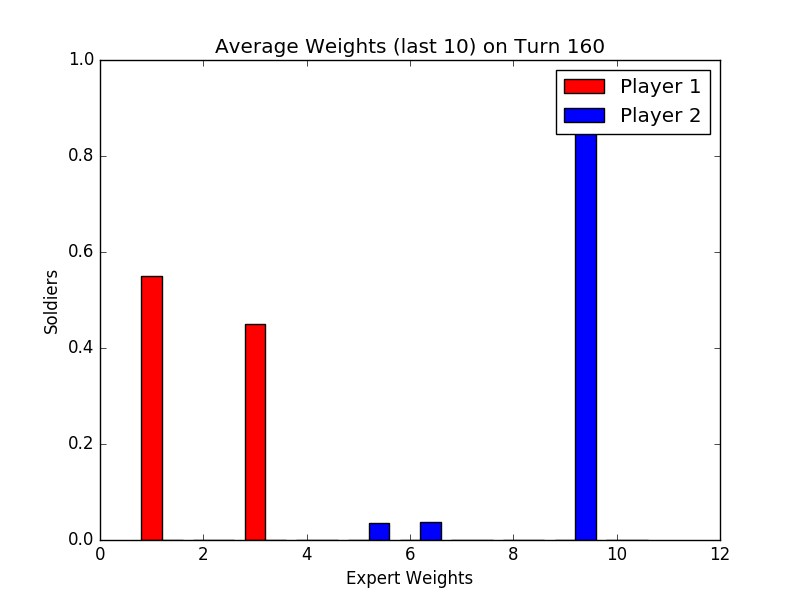 Average Weights (last 10) on Turn 160
Player 1
Player 2
1.0
0.8
0.6
0.4
0.2
0.0
Soldiers
0 2 4 6 8 10 12
Expert Weights